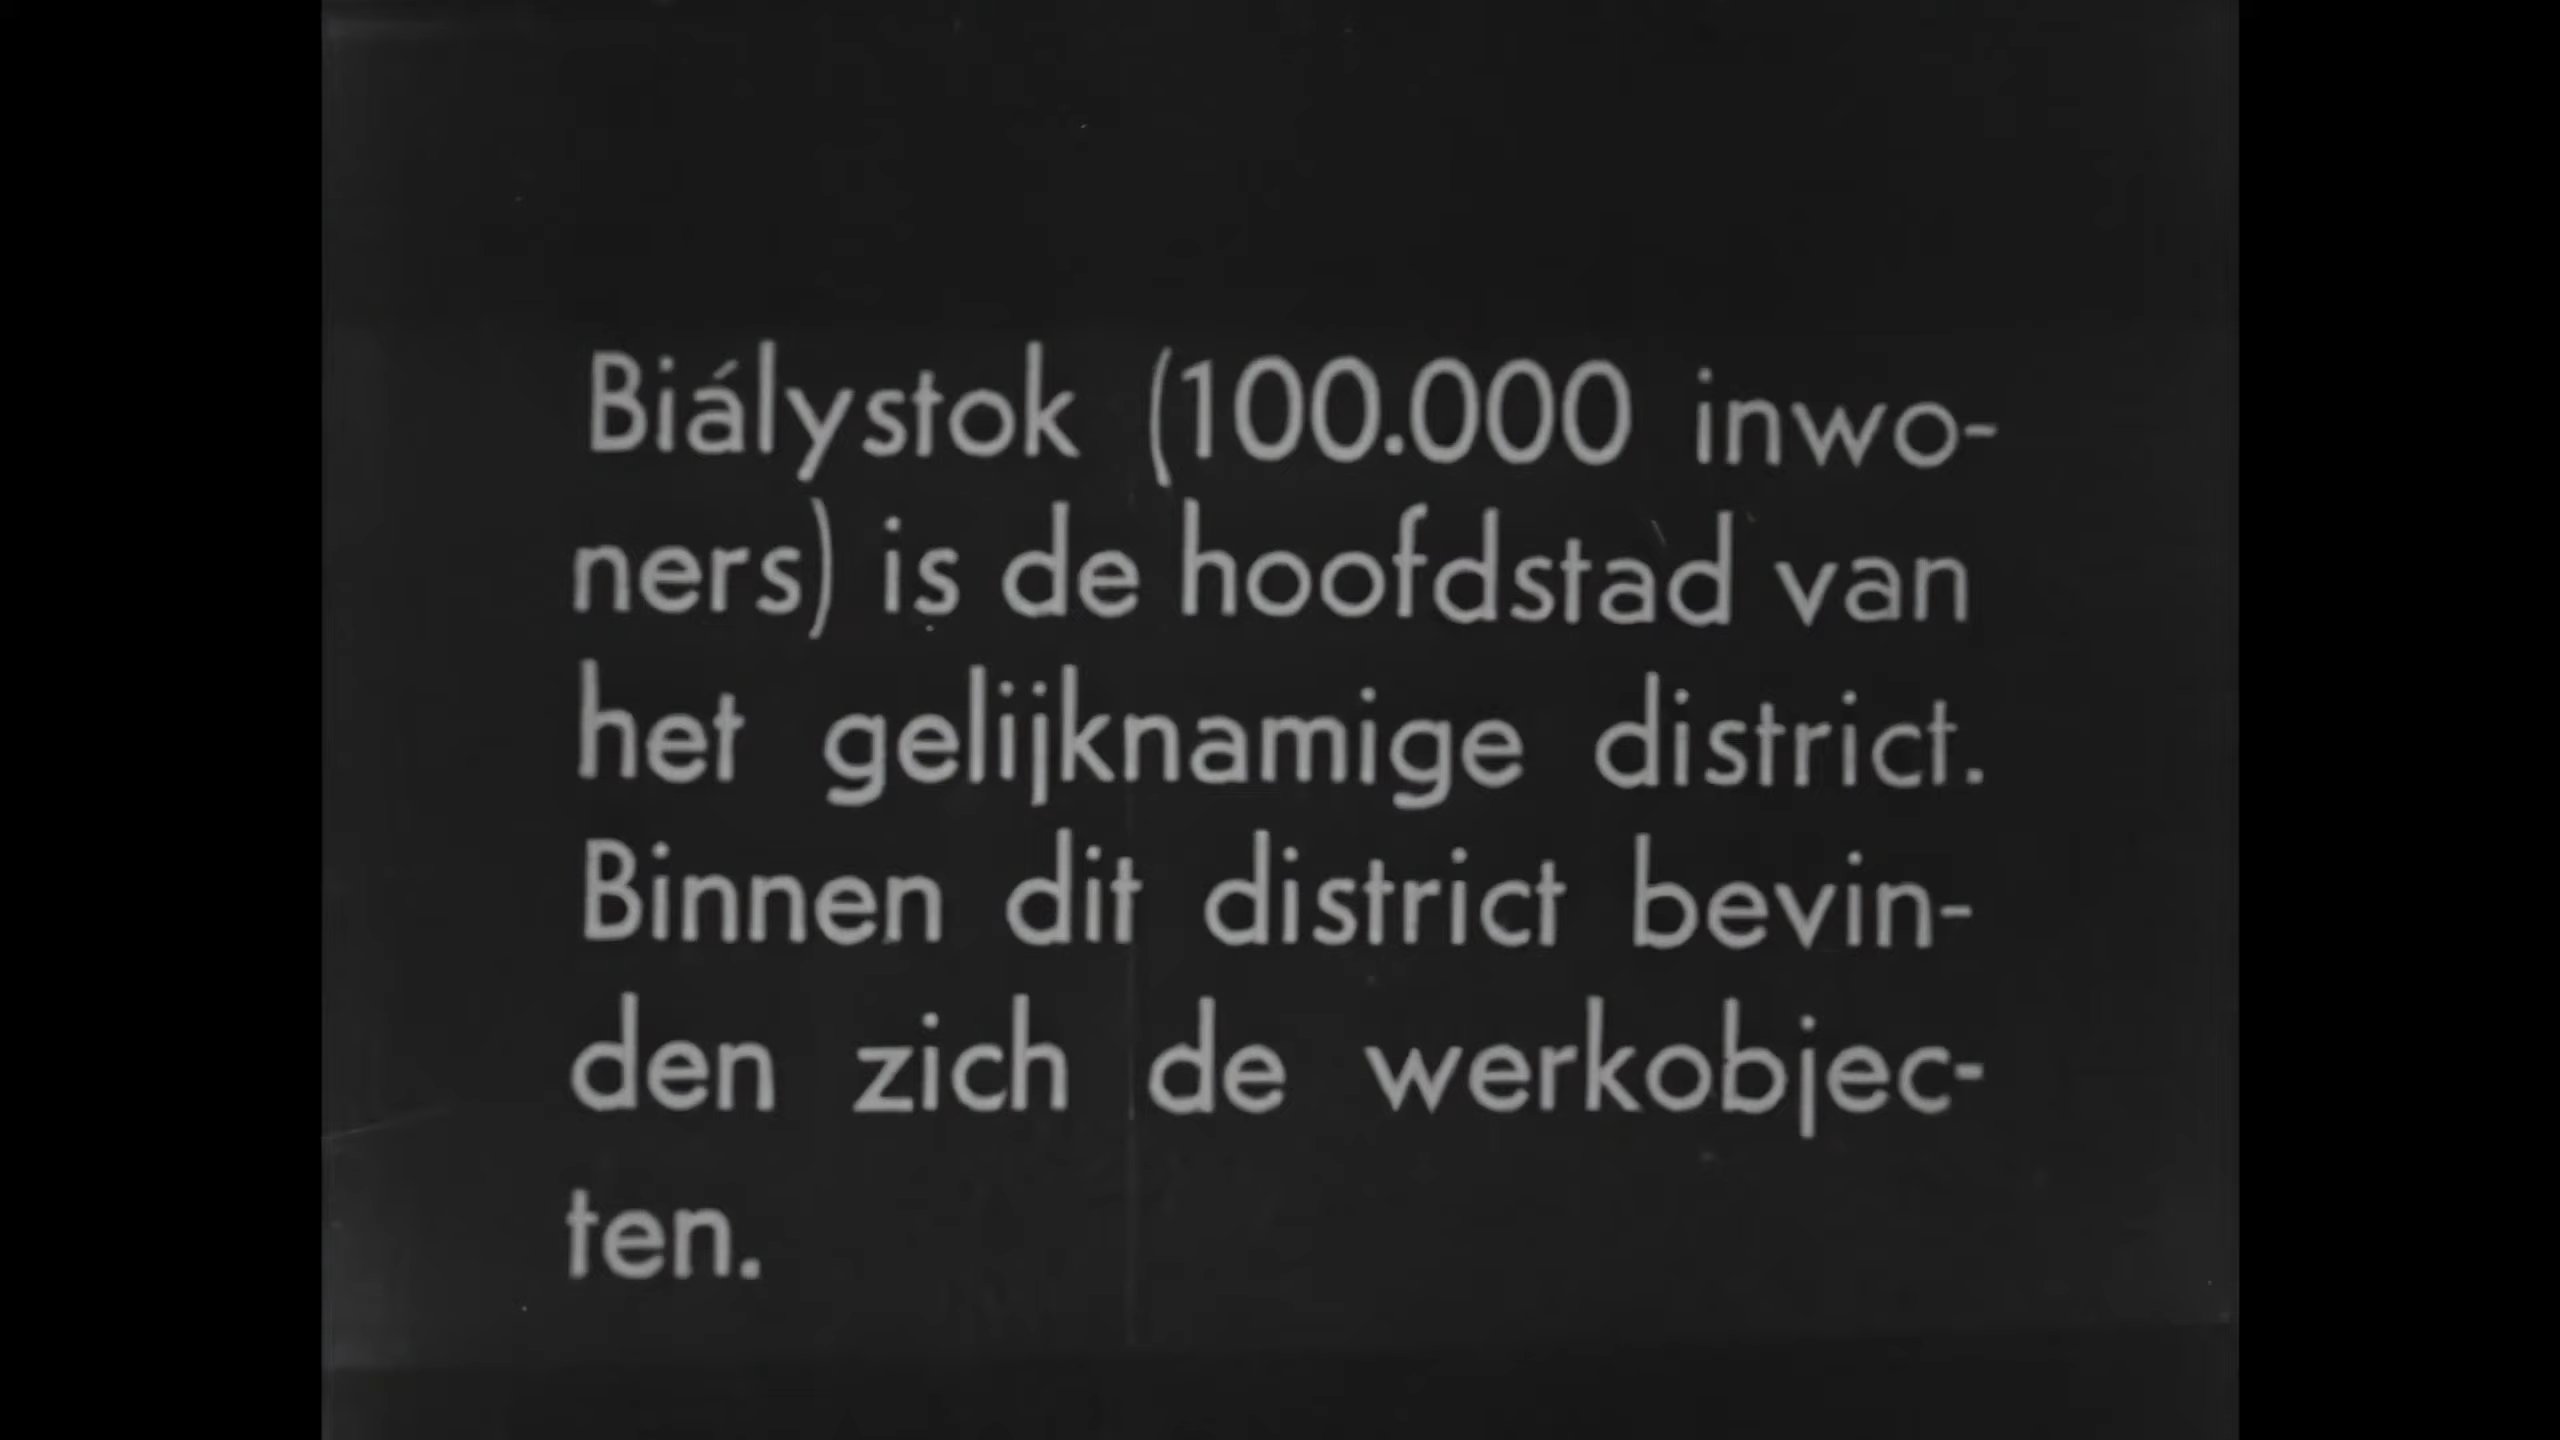 Biálystok (100.000 inwo-
ners) is de hoofdstad van
het gelijknamige district.
Binnen dit district bevin-
den zich de werkobjec-
ten.